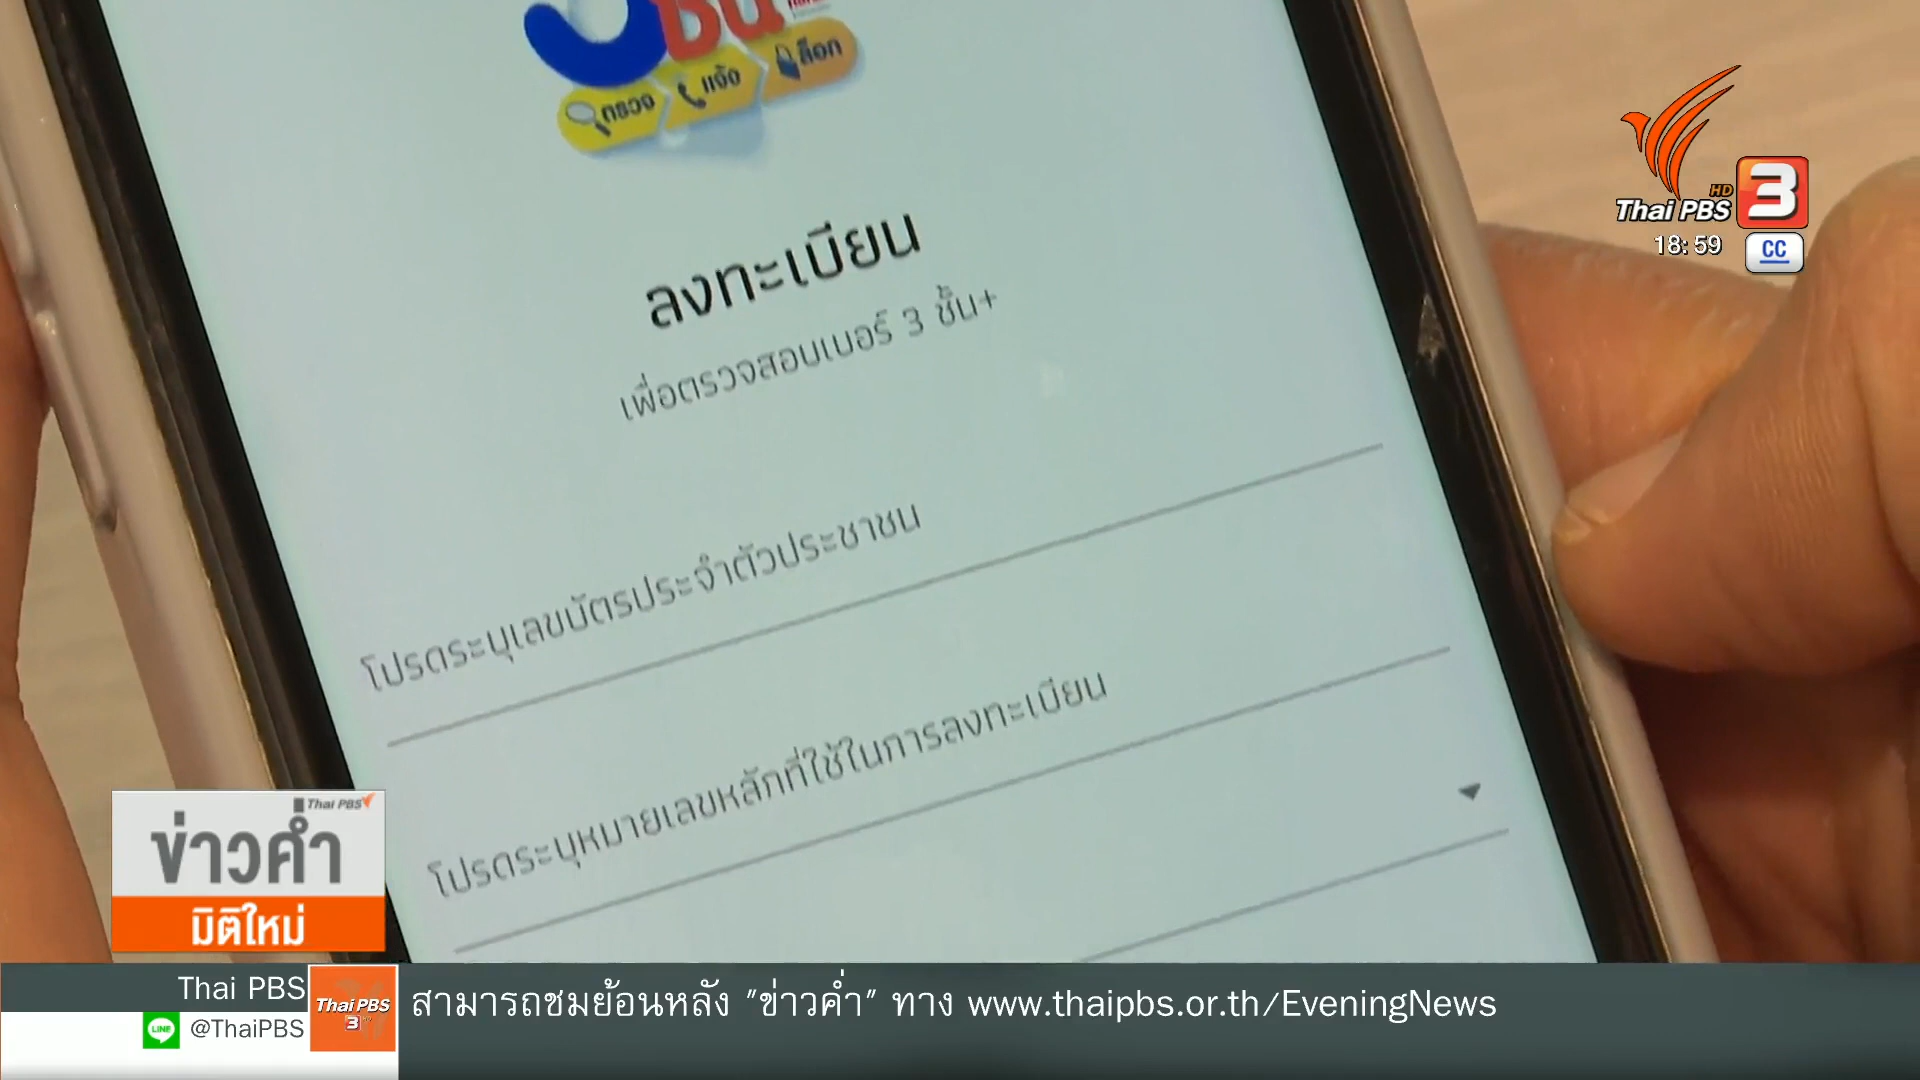 3 ชั้น
ตรวจ แจ้ง ล็อก
ลงทะเบียน
เพื่อตรวจสอบเบอร์ 3 ชั้น+
โปรดระบุเลขบัตรประจำตัวประชาชน
โปรดระบุหมายเลขหลักที่ใช้ในการลงทะเบียน
HD
Thai PBS 3
18:59 CC
Thai PBS
ข่าวค่ำ
มิติใหม่
Thai PBS
LINE @ThaiPBS
Thai PBS
3
สามารถชมย้อนหลัง "ข่าวค่ำ" ทาง www.thaipbs.or.th/EveningNews